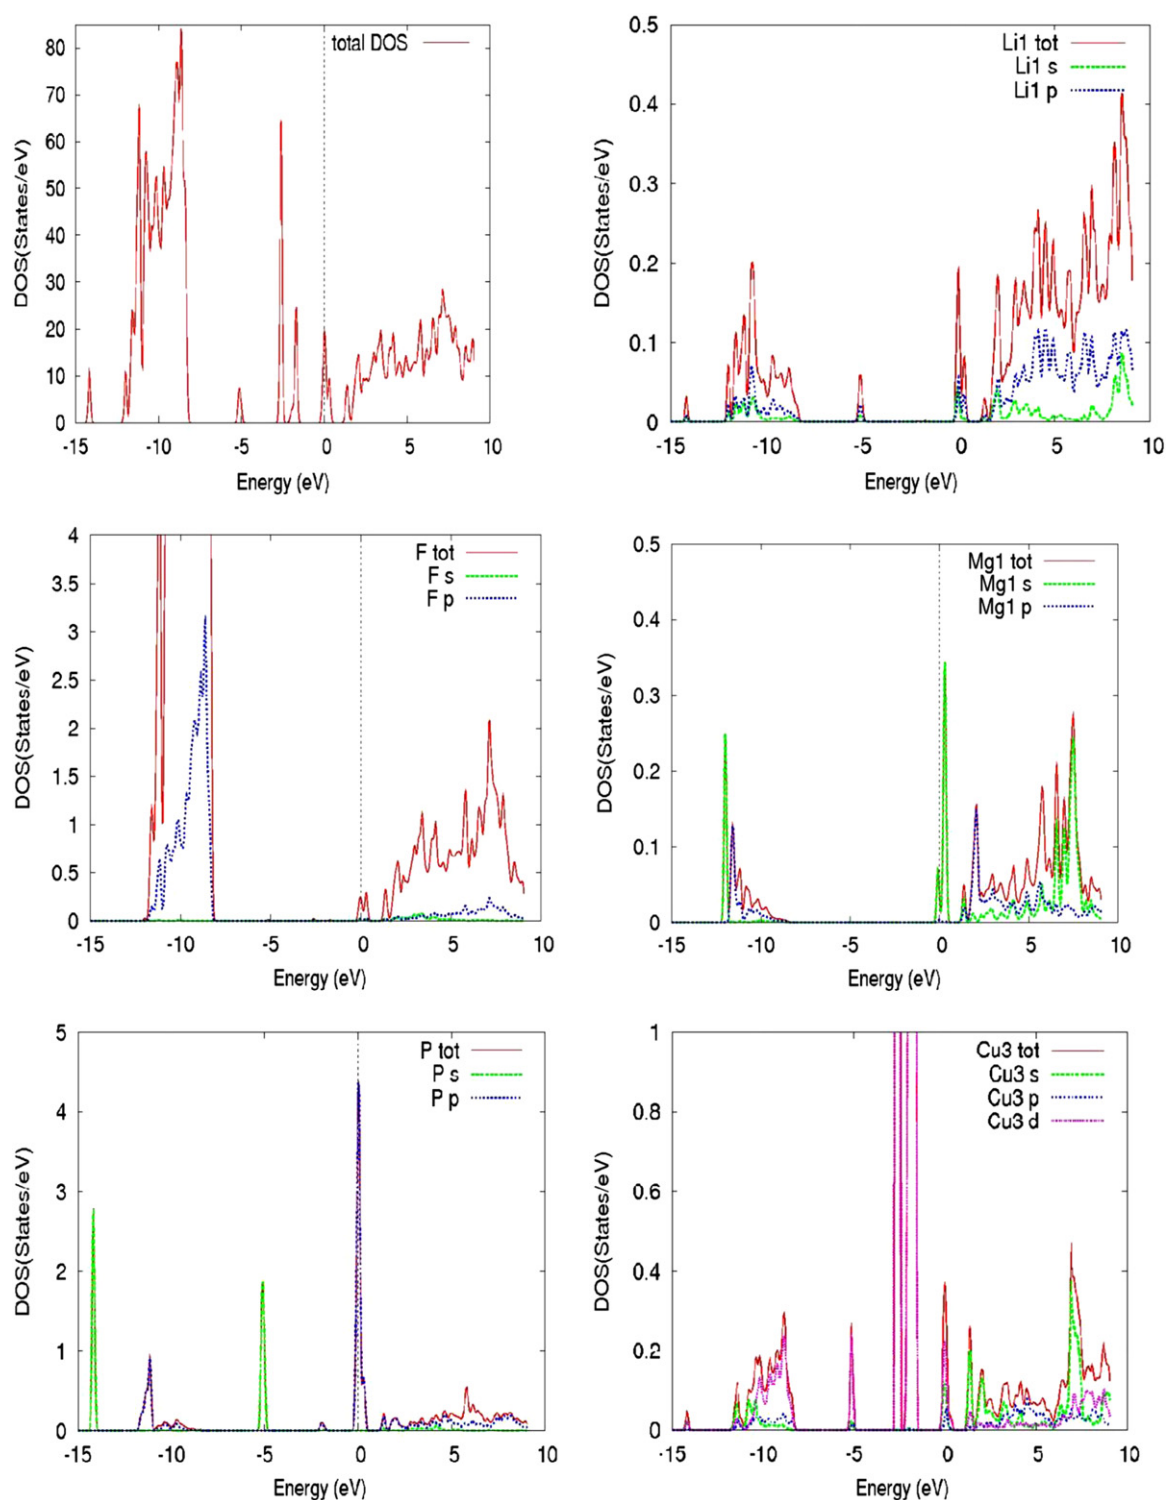 total DOS
DOS(States/eV)
80
70
60
50
40
30
20
10
0
-15 -10 -5 0 5 10
Energy (eV)
Li1 tot
Li1 s
Li1 p
DOS(States/eV)
0.5
0.4
0.3
0.2
0.1
0
-15 -10 -5 0 5 10
Energy (eV)
F tot
F s
F p
DOS(States/eV)
4
3.5
3
2.5
2
1.5
1
0.5
0
-15 -10 -5 0 5 10
Energy (eV)
Mg1 tot
Mg1 s
Mg1 p
DOS(States/eV)
0.5
0.4
0.3
0.2
0.1
0
-15 -10 -5 0 5 10
Energy (eV)
P tot
P s
P p
DOS(States/eV)
5
4
3
2
1
0
-15 -10 -5 0 5 10
Energy (eV)
Cu3 tot
Cu3 s
Cu3 p
Cu3 d
DOS(States/eV)
1
0.8
0.6
0.4
0.2
0
-15 -10 -5 0 5 10
Energy (eV)